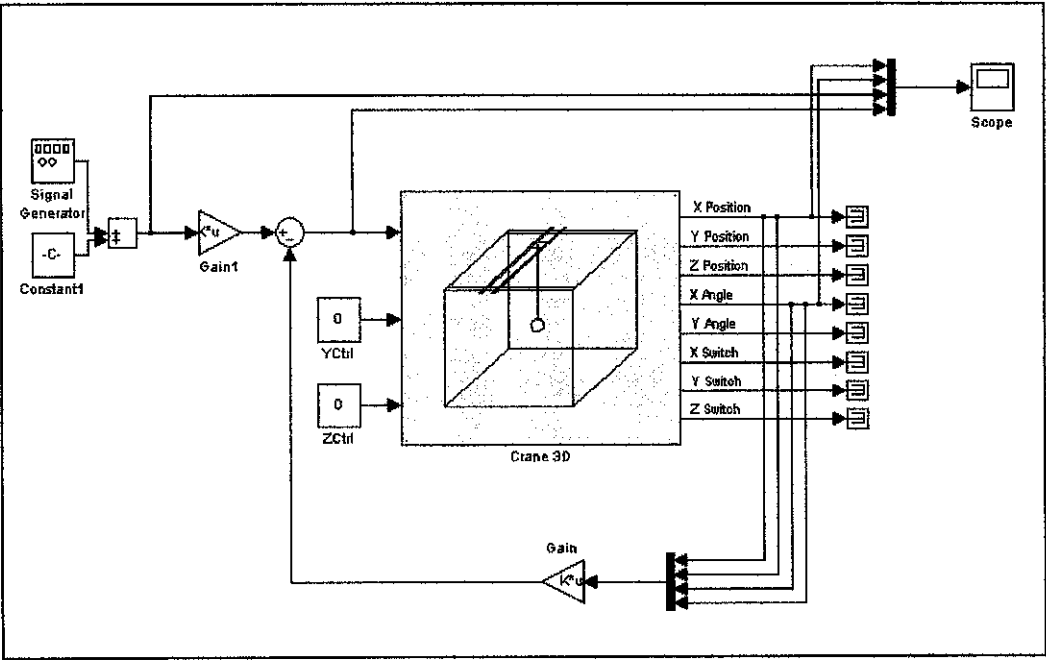 Scope
Signal
Generator
-C-
Constant1
K*u
Gain1
+
-
0
YCtrl
0
ZCtrl
Crane 3D
X Position
Y Position
Z Position
X Angle
Y Angle
X Switch
Y Switch
Z Switch
Gain
K*u